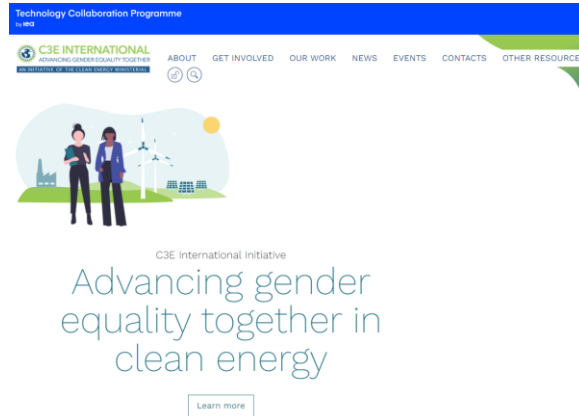 Technology Collaboration Programme
by iea
C3E INTERNATIONAL
ADVANCING GENDER EQUALITY TOGETHER
AN INITIATIVE OF THE CLEAN ENERGY MINISTERIAL
ABOUT GET INVOLVED OUR WORK NEWS EVENTS CONTACTS OTHER RESOURCE
C3E International Initiative
Advancing gender
equality together in
clean energy
Learn more